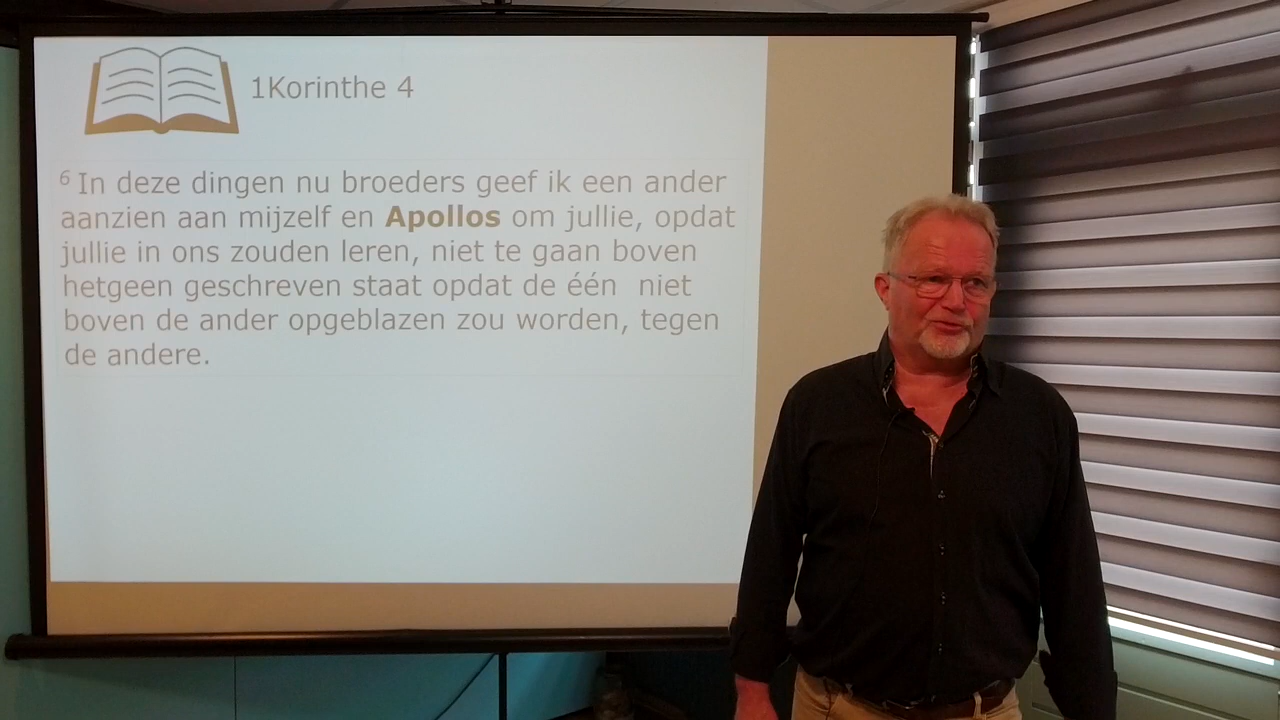 1Korinthe 4
6 In deze dingen nu broeders geef ik een ander
aanzien aan mijzelf en Apollos om jullie, opdat
jullie in ons zouden leren, niet te gaan boven
hetgeen geschreven staat opdat de één niet
boven de ander opgeblazen zou worden, tegen
de andere.